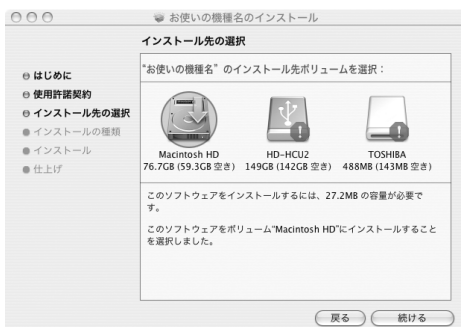 お使いの機種名のインストール
インストール先の選択
はじめに
使用許諾契約
インストール先の選択
インストールの種類
インストール
仕上げ
“お使いの機種名” のインストール先ボリュームを選択：
Macintosh HD
76.7GB (59.3GB 空き)
HD-HCU2
149GB (142GB 空き)
TOSHIBA
488MB (143MB 空き)
このソフトウェアをインストールするには、27.2MB の容量が必要で
す。
このソフトウェアをボリューム“Macintosh HD”にインストールすること
を選択しました。
戻る
続ける